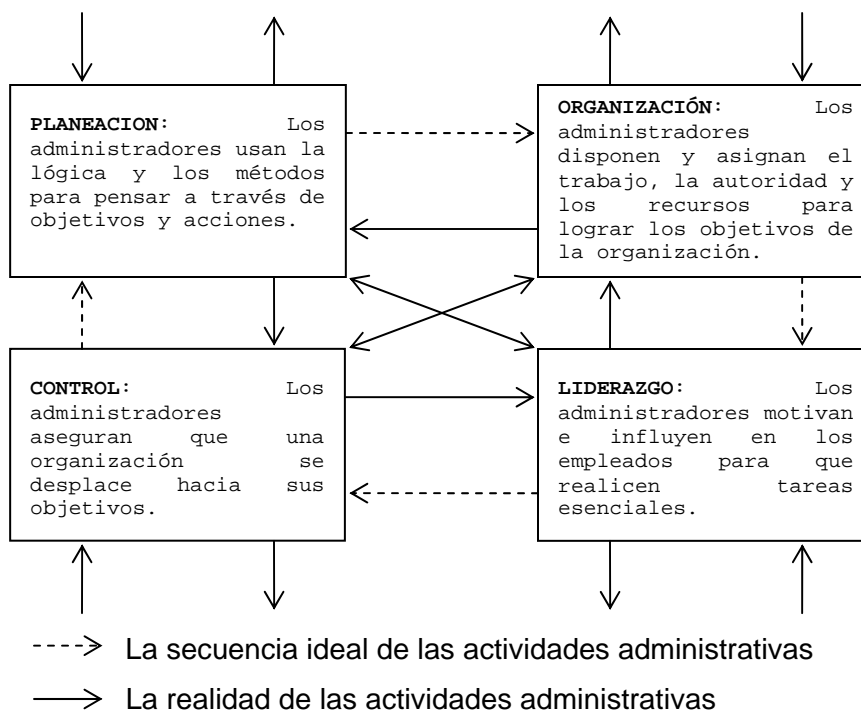 PLANEACION: Los
administradores usan la
lógica y los métodos
para pensar a través de
objetivos y acciones.
ORGANIZACIÓN: Los
administradores
disponen y asignan el
trabajo, la autoridad y
los recursos para
lograr los objetivos de
la organización.
CONTROL: Los
administradores
aseguran que una
organización se
desplace hacia sus
objetivos.
LIDERAZGO: Los
administradores motivan
e influyen en los
empleados para que
realicen tareas
esenciales.
La secuencia ideal de las actividades administrativas
La realidad de las actividades administrativas